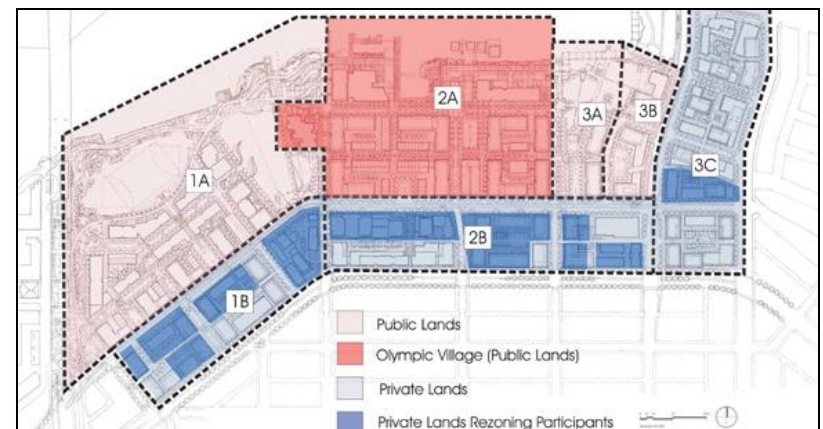 2A
3A
3B
1A
3C
2B
1B
Public Lands
Olympic Village (Public Lands)
Private Lands
Private Lands Rezoning Participants